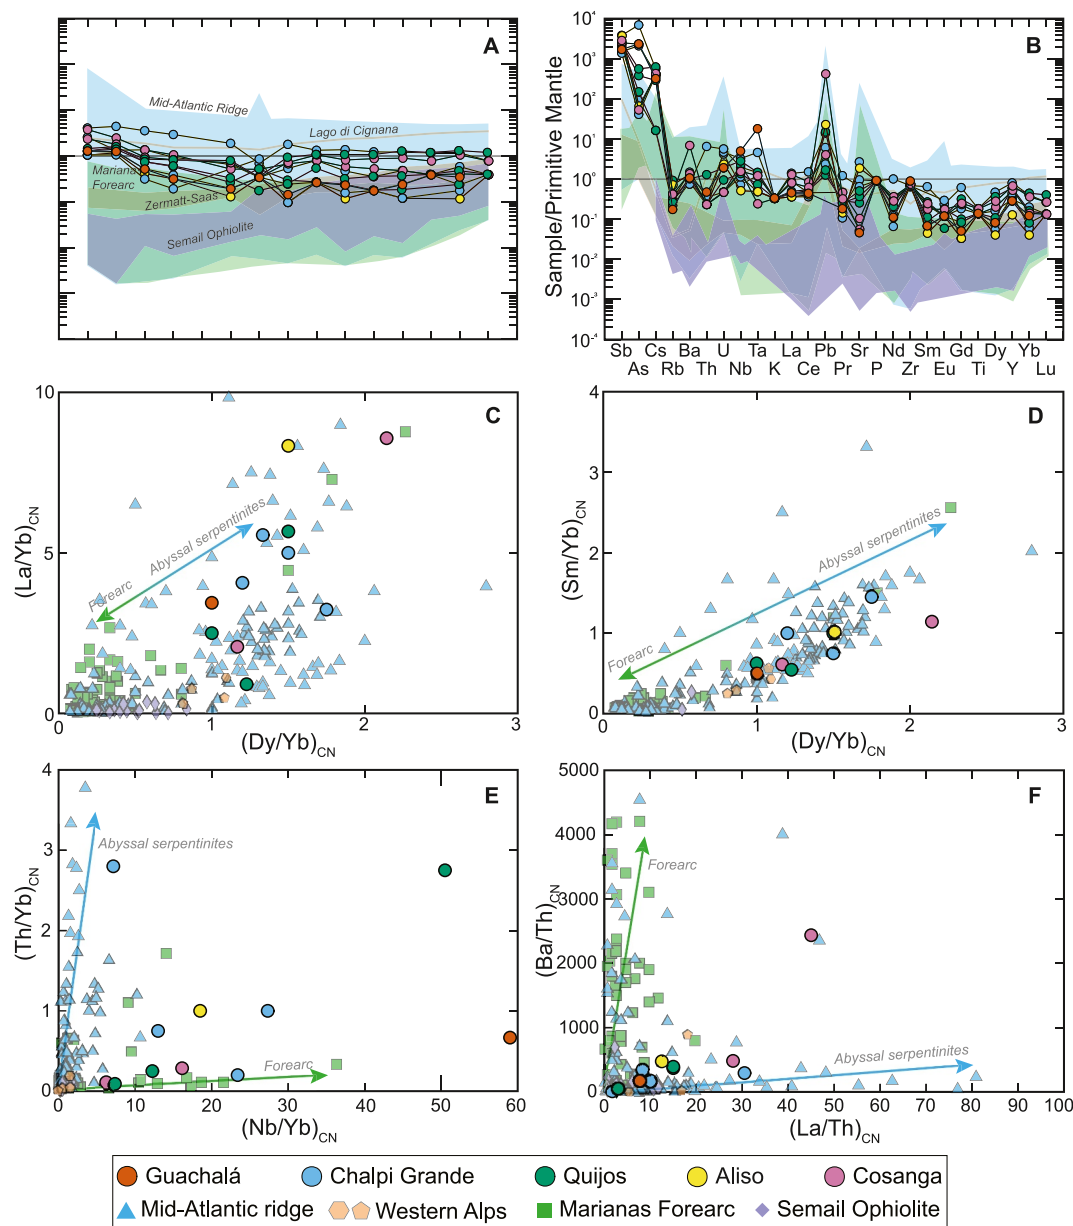 A
Mid-Atlantic Ridge
Lago di Cignana
Mariana
Forearc
Zermatt-Saas
Semail Ophiolite
B
Sample/Primitive Mantle
10⁴
10³
10²
10¹
10⁰
10⁻¹
10⁻²
10⁻³
10⁻⁴
Sb Cs Ba U Ta La Pb Sr Nd Sm Gd Dy Yb
As Rb Th Nb K Ce Pr P Zr Eu Ti Y Lu
C
(La/Yb)CN
10
5
0
Forearc
Abyssal serpentinites
0 1 2 3
(Dy/Yb)CN
D
(Sm/Yb)CN
4
3
2
1
0
Abyssal serpentinites
Forearc
0 1 2 3
(Dy/Yb)CN
E
(Th/Yb)CN
4
3
2
1
0
Abyssal serpentinites
Forearc
0 10 20 30 40 50 60
(Nb/Yb)CN
F
(Ba/Th)CN
5000
4000
3000
2000
1000
0
Forearc
Abyssal serpentinites
0 10 20 30 40 50 60 70 80 90 100
(La/Th)CN
Guachalá Chalpi Grande Quijos Aliso Cosanga
Mid-Atlantic ridge Western Alps Marianas Forearc Semail Ophiolite